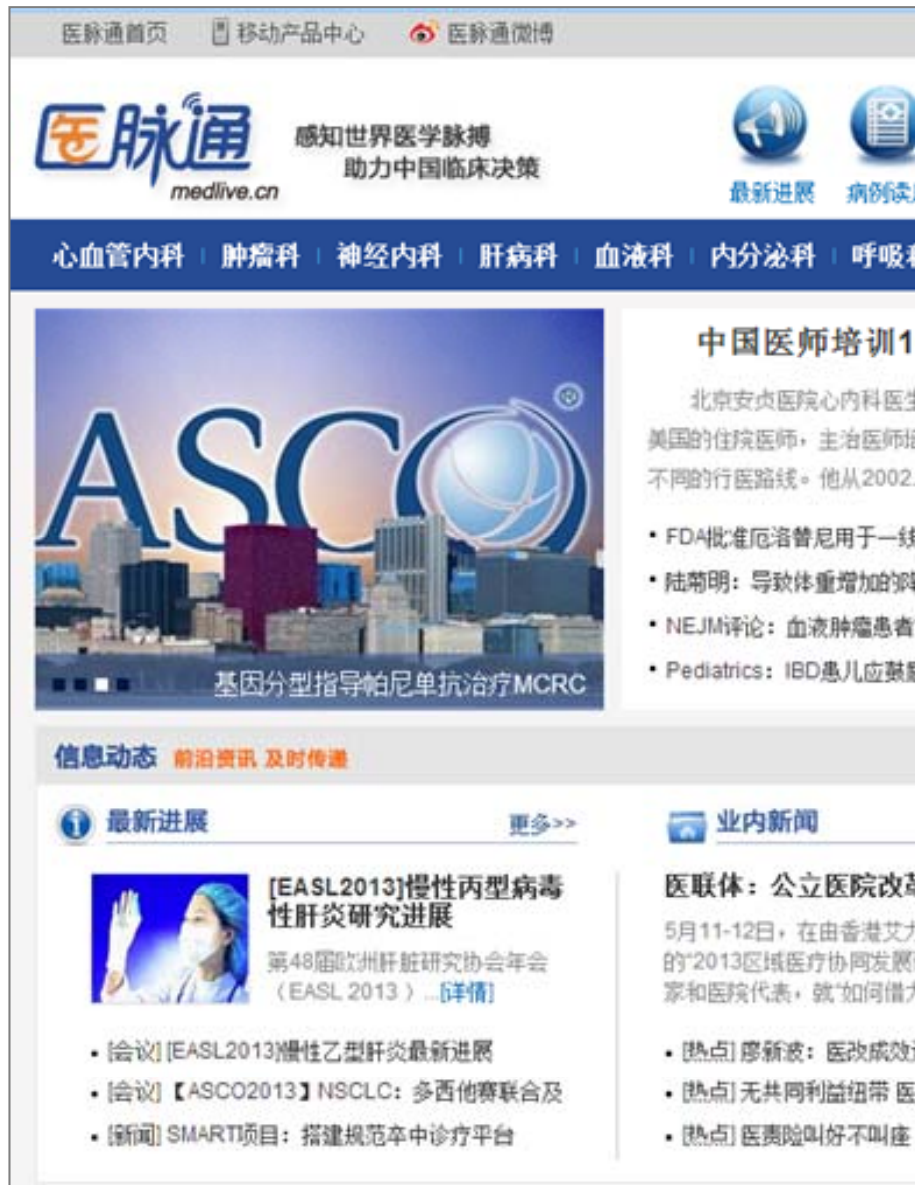 医脉通首页 移动产品中心 医脉通微博
医脉通
medlive.cn
感知世界医学脉搏
助力中国临床决策
最新进展 病例读
心血管内科 肿瘤科 神经内科 肝病科 血液科 内分泌科 呼吸
ASCO
®
基因分型指导帕尼单抗治疗MCRC
中国医师培训1
北京安贞医院心内科医生
美国的住院医师，主治医师培
不同的行医路线。他从2002
• FDA批准厄洛替尼用于一线
• 陆菊明：导致体重增加的降
• NEJM评论：血液肿瘤患者
• Pediatrics：IBD患儿应鼓励
信息动态 前沿资讯 及时传递
最新进展 更多>>
[EASL2013]慢性丙型病毒
性肝炎研究进展
第48届欧洲肝脏研究协会年会
（EASL 2013 ）...[详情]
• [会议] [EASL2013]慢性乙型肝炎最新进展
• [会议] 【ASCO2013】NSCLC：多西他赛联合及
• [新闻] SMART项目：搭建规范卒中诊疗平台
业内新闻
医联体：公立医院改革
5月11-12日，在由香港艾力
的“2013区域医疗协同发展
家和医院代表，就“如何借力
• [热点] 廖新波：医改成效
• [热点] 无共同利益纽带 医
• [热点] 医责险叫好不叫座